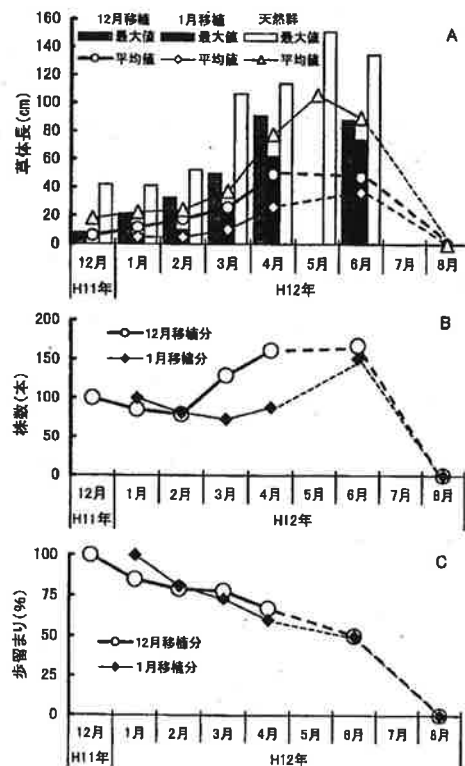 12月移植 1月移植 天然群
最大値 最大値 最大値
平均値 平均値 平均値
A
草体長(cm)
160
140
120
100
80
60
40
20
0
12月 1月 2月 3月 4月 5月 6月 7月 8月
H11年 H12年
B
12月移植分
1月移植分
株数(本)
200
150
100
50
0
12月 1月 2月 3月 4月 5月 6月 7月 8月
H11年 H12年
C
歩留まり(%)
100
75
50
25
0
12月移植分
1月移植分
12月 1月 2月 3月 4月 5月 6月 7月 8月
H11年 H12年